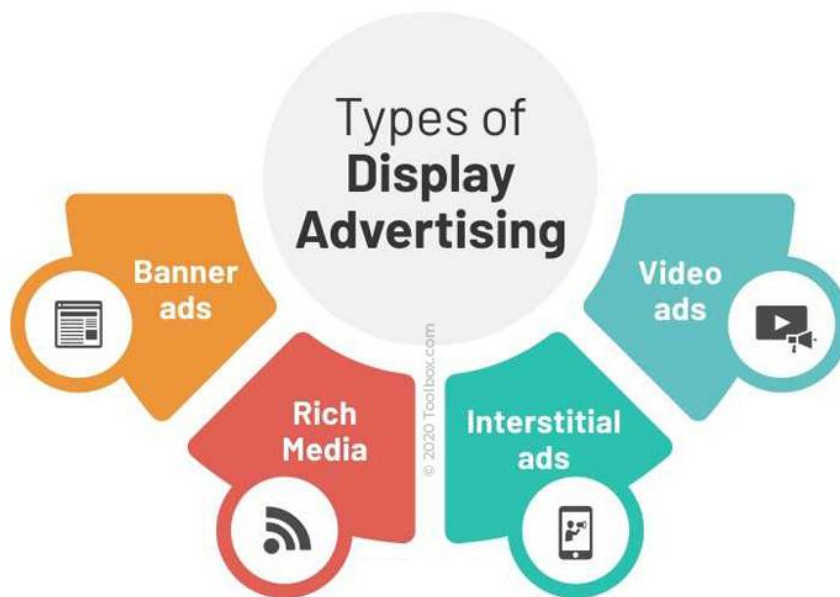 Types of
Display
Advertising
Banner
ads
Rich
Media
Interstitial
ads
Video
ads
© 2020 Toolbox.com